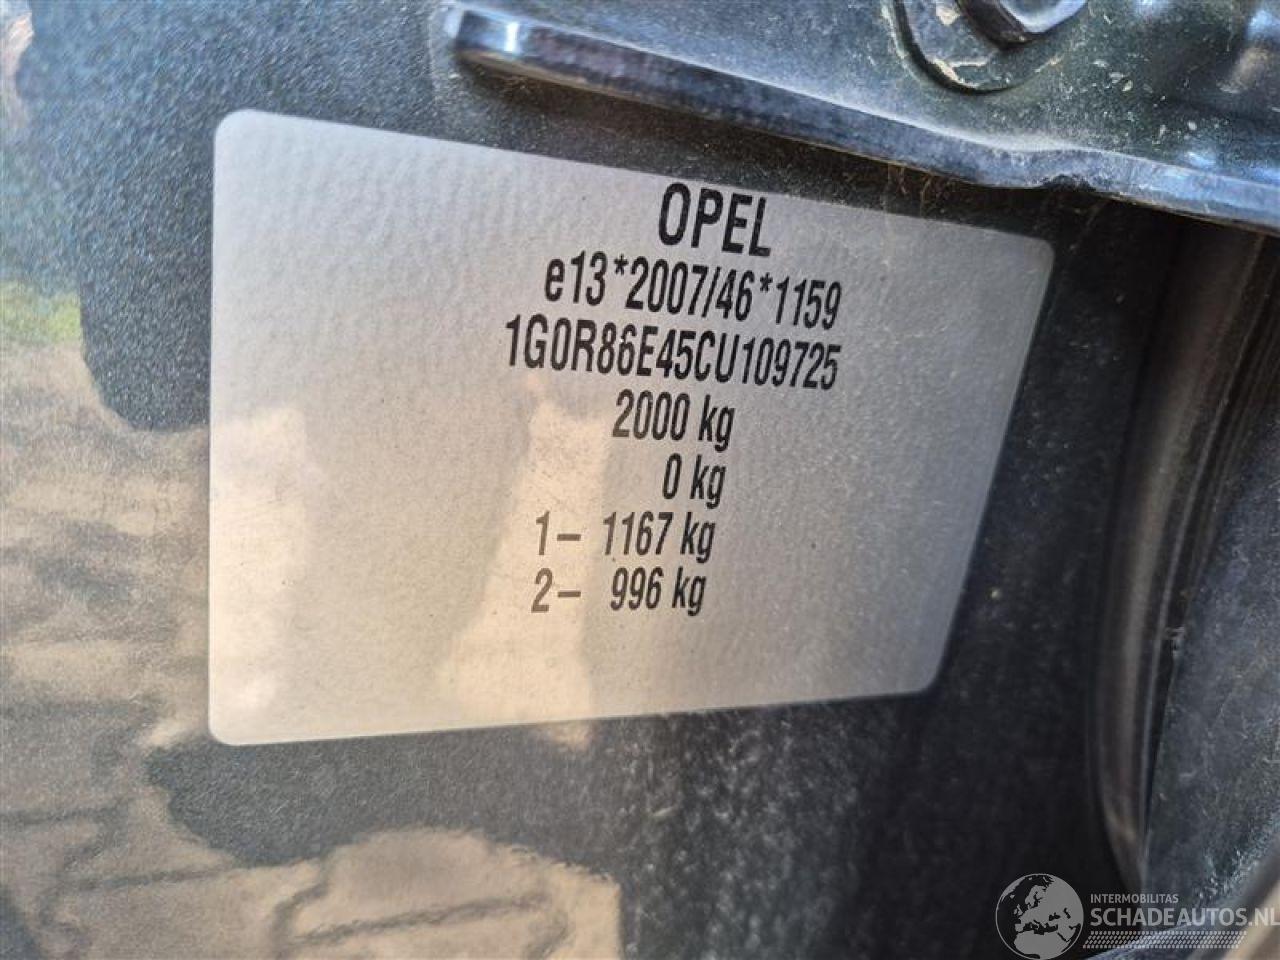 OPEL
e13*2007/46*1159
1G0R86E45CU109725
2000 kg
0 kg
1– 1167 kg
2– 996 kg
INTERMOBILITAS
SCHADEAUTOS.NL